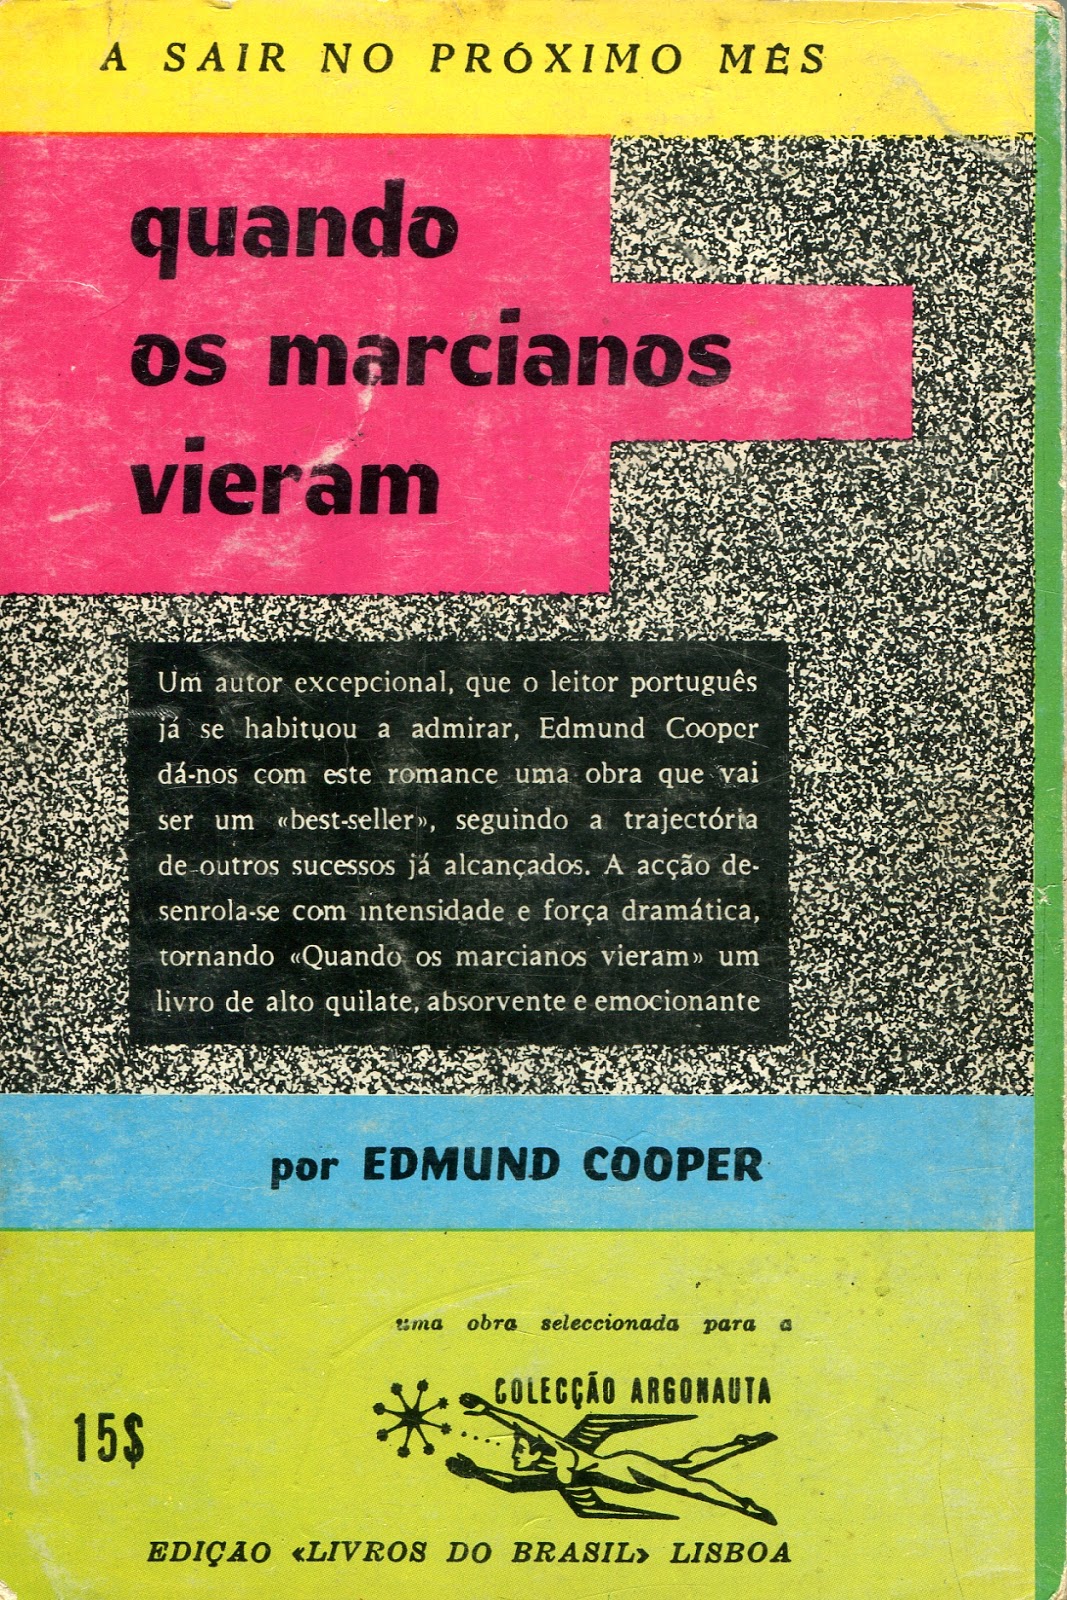 A SAIR NO PRÓXIMO MÊS
quando
os marcianos
vieram
Um autor excepcional, que o leitor português
já se habituou a admirar, Edmund Cooper
dá-nos com este romance uma obra que vai
ser um «best-seller», seguindo a trajectória
de outros sucessos já alcançados. A acção de-
senrola-se com intensidade e força dramática,
tornando «Quando os marcianos vieram» um
livro de alto quilate, absorvente e emocionante
por EDMUND COOPER
uma obra seleccionada para a
COLECÇÃO ARGONAUTA
15$
EDIÇAO «LIVROS DO BRASIL» LISBOA